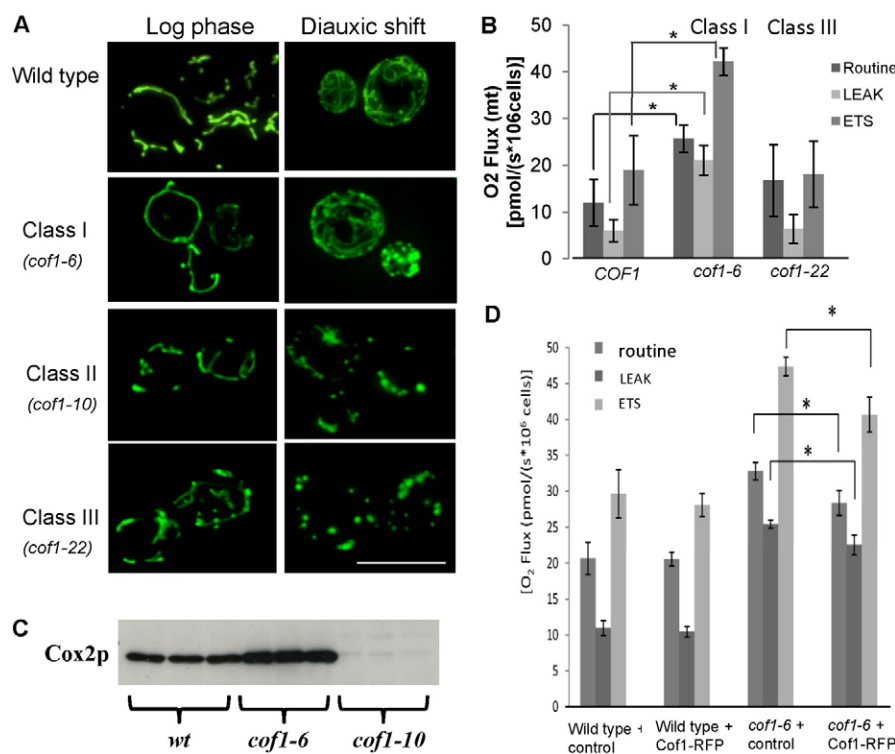 A
Log phase
Diauxic shift
Wild type
Class I
(cof1-6)
Class II
(cof1-10)
Class III
(cof1-22)
B
Class I
Class III
50
40
30
20
10
0
O2 Flux (mt)
[pmol/(s*106cells)]
*
*
*
Routine
LEAK
ETS
COF1
cof1-6
cof1-22
C
Cox2p
wt
cof1-6
cof1-10
D
routine
LEAK
ETS
*
*
*
50
45
40
35
30
25
20
15
10
5
0
[O2 Flux (pmol/(s*10⁶ cells)]
Wild type +
control
Wild type +
Cof1-RFP
cof1-6 +
control
cof1-6 +
Cof1-RFP